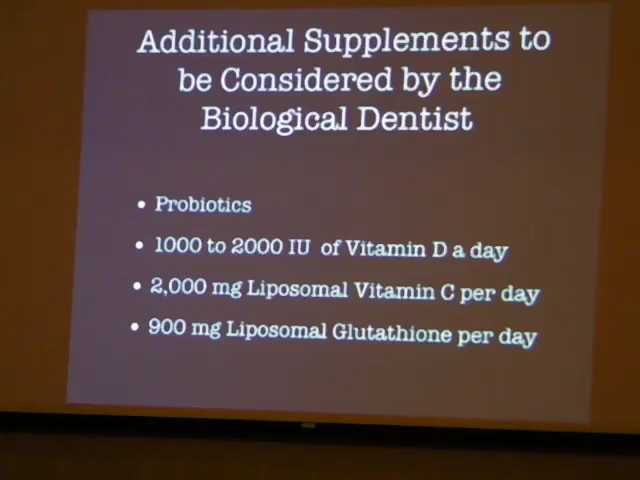 Additional Supplements to
be Considered by the
Biological Dentist
• Probiotics
• 1000 to 2000 IU of Vitamin D a day
• 2,000 mg Liposomal Vitamin C per day
• 900 mg Liposomal Glutathione per day